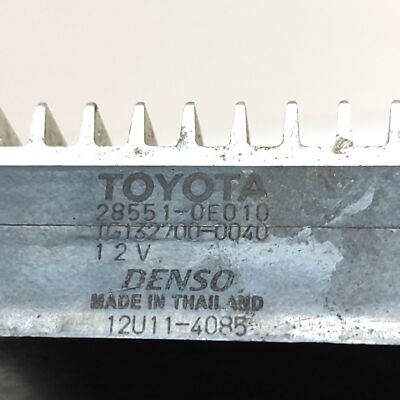 TOYOTA
28551-0E010
TG132700-0040
12V
DENSO
MADE IN THAILAND
12U11-4085